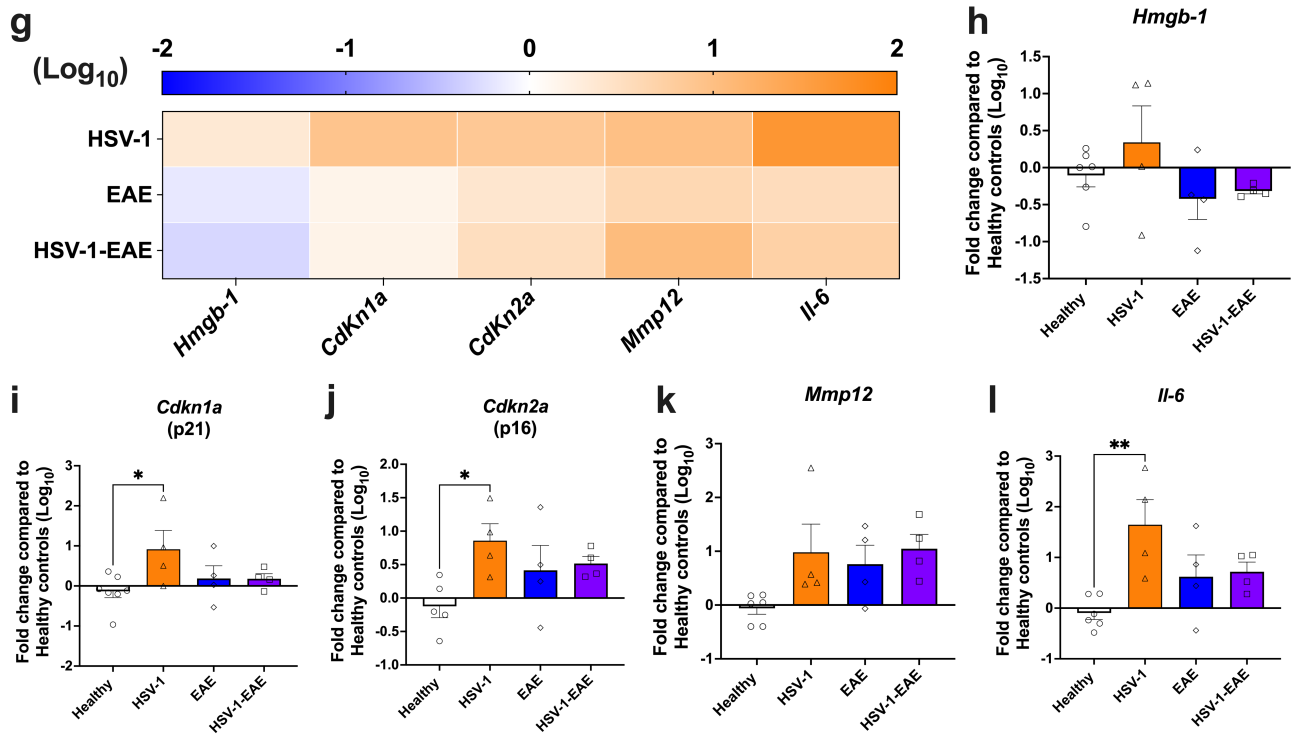 g
-2 -1 0 1 2
(Log10)
HSV-1
EAE
HSV-1-EAE
Hmgb-1 CdKn1a CdKn2a Mmp12 Il-6
h
Hmgb-1
Fold change compared to
Healthy controls (Log10)
1.5
1.0
0.5
0.0
-0.5
-1.0
-1.5
Healthy HSV-1 EAE HSV-1-EAE
i
Cdkn1a
(p21)
Fold change compared to
Healthy controls (Log10)
3
2
1
0
-1
-2
*
Healthy HSV-1 EAE HSV-1-EAE
j
Cdkn2a
(p16)
Fold change compared to
Healthy controls (Log10)
2.0
1.5
1.0
0.5
0.0
-0.5
-1.0
*
Healthy HSV-1 EAE HSV-1-EAE
k
Mmp12
Fold change compared to
Healthy controls (Log10)
3
2
1
0
-1
Healthy HSV-1 EAE HSV-1-EAE
l
Il-6
Fold change compared to
Healthy controls (Log10)
3
2
1
0
-1
**
Healthy HSV-1 EAE HSV-1-EAE